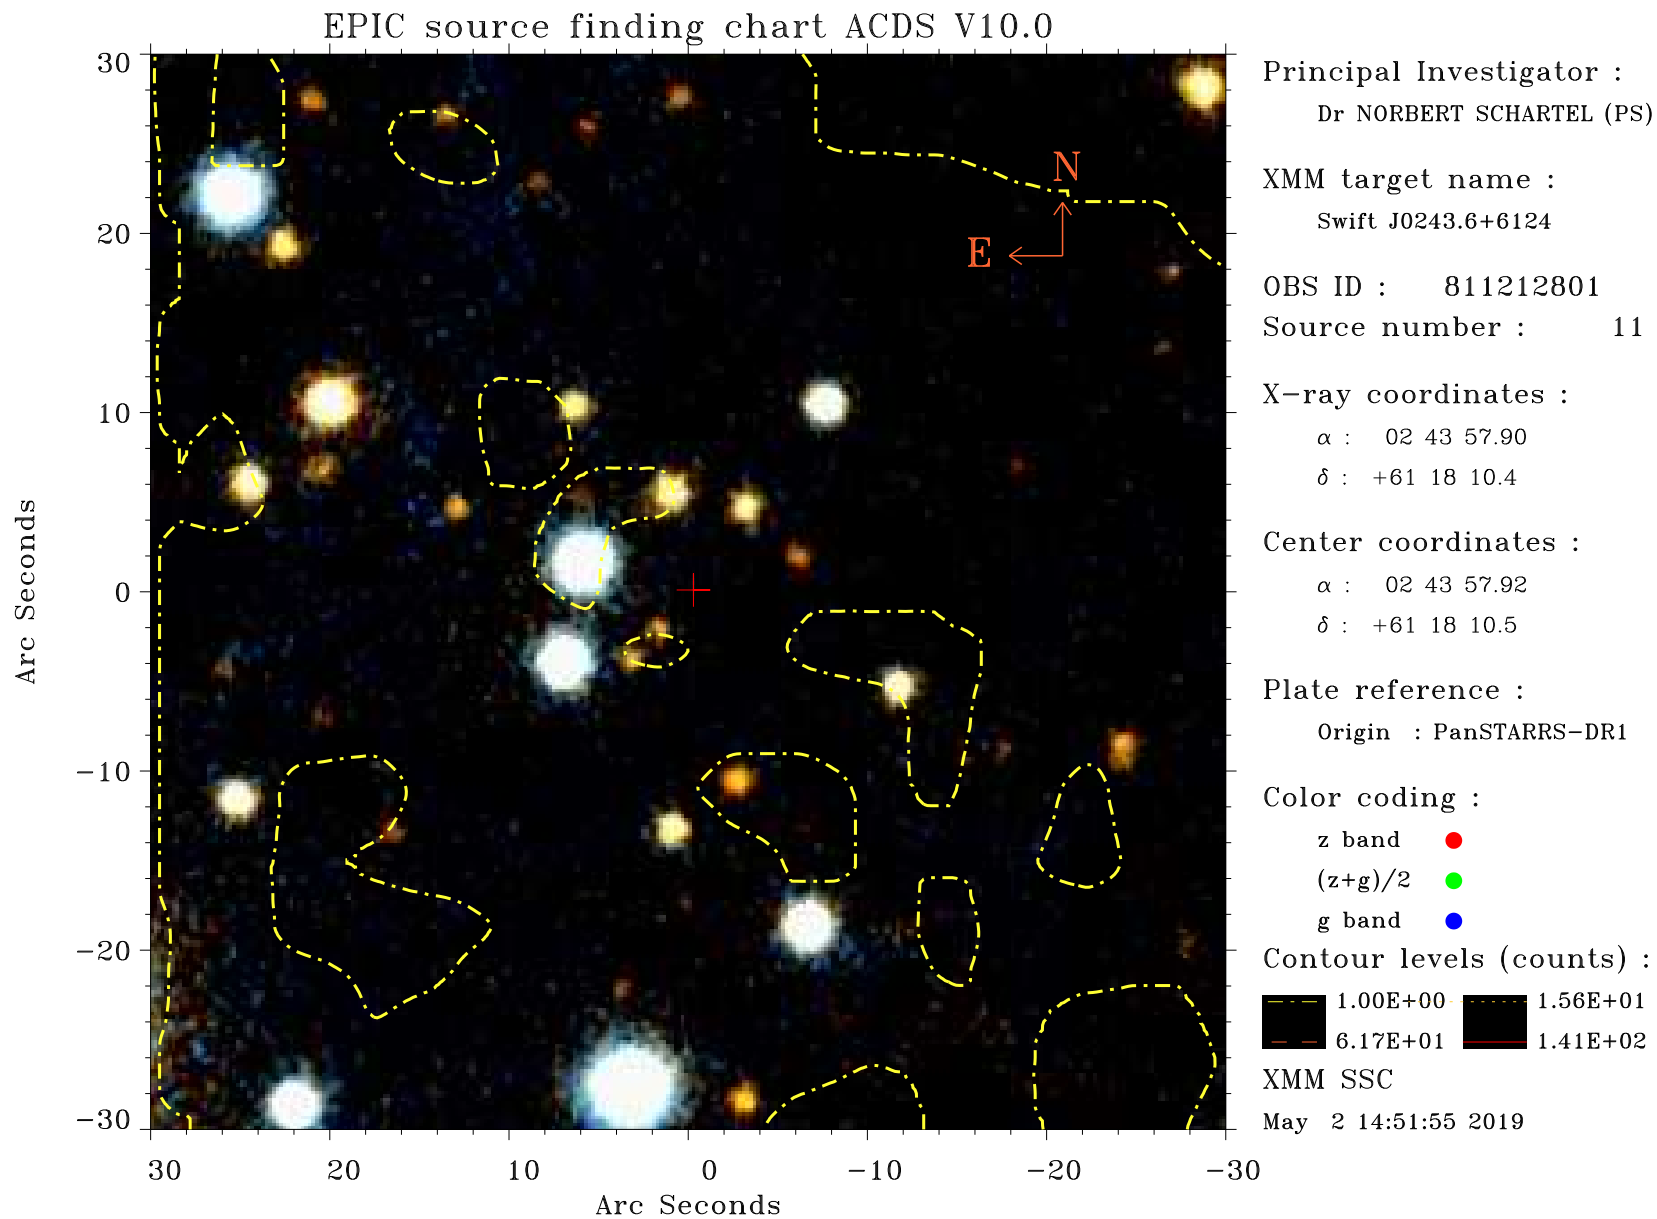 EPIC source finding chart ACDS V10.0
30
20
10
0
−10
−20
−30
Arc Seconds
30
20
10
0
−10
−20
−30
Arc Seconds
N
E
Principal Investigator :
Dr NORBERT SCHARTEL (PS)
XMM target name :
Swift J0243.6+6124
OBS ID : 811212801
Source number : 11
X−ray coordinates :
α : 02 43 57.90
δ : +61 18 10.4
Center coordinates :
α : 02 43 57.92
δ : +61 18 10.5
Plate reference :
Origin : PanSTARRS−DR1
Color coding :
z band
(z+g)/2
g band
Contour levels (counts) :
1.00E+00 1.56E+01
6.17E+01 1.41E+02
XMM SSC
May 2 14:51:55 2019